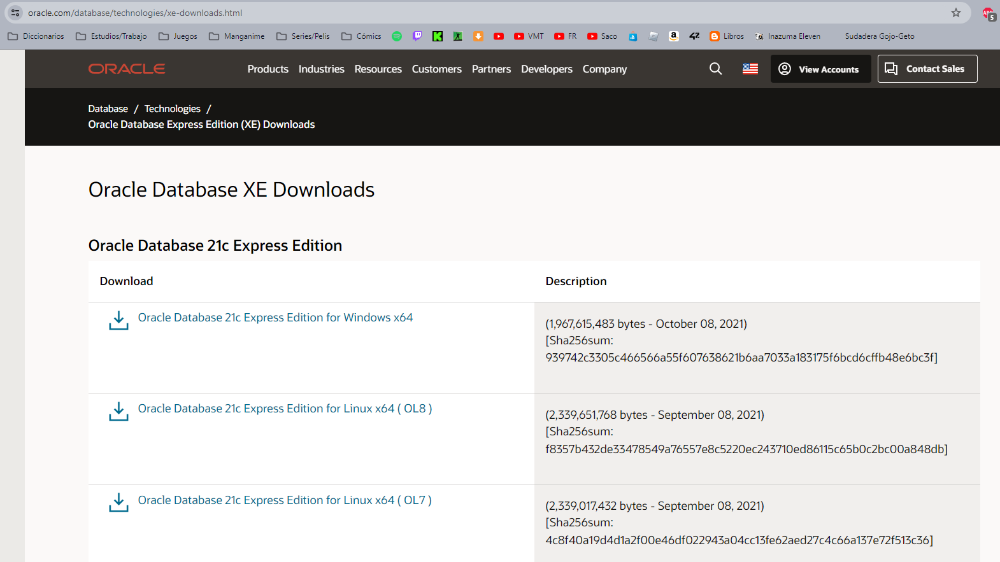 oracle.com/database/technologies/xe-downloads.html
ABP
5
Diccionarios Estudios/Trabajo Juegos Manganime Series/Pelis Cómics VMT FR Saco Libros Inazuma Eleven Sudadera Gojo-Geto
ORACLE Products Industries Resources Customers Partners Developers Company View Accounts Contact Sales
Database / Technologies /
Oracle Database Express Edition (XE) Downloads
Oracle Database XE Downloads
Oracle Database 21c Express Edition
Download Description
Oracle Database 21c Express Edition for Windows x64
(1,967,615,483 bytes - October 08, 2021)
[Sha256sum:
939742c3305c466566a55f607638621b6aa7033a183175f6bcd6cffb48e6bc3f]
Oracle Database 21c Express Edition for Linux x64 ( OL8 )
(2,339,651,768 bytes - September 08, 2021)
[Sha256sum:
f8357b432de33478549a76557e8c5220ec243710ed86115c65b0c2bc00a848db]
Oracle Database 21c Express Edition for Linux x64 ( OL7 )
(2,339,017,432 bytes - September 08, 2021)
[Sha256sum:
4c8f40a19d4d1a2f00e46df022943a04cc13fe62aed27c4c66a137e72f513c36]